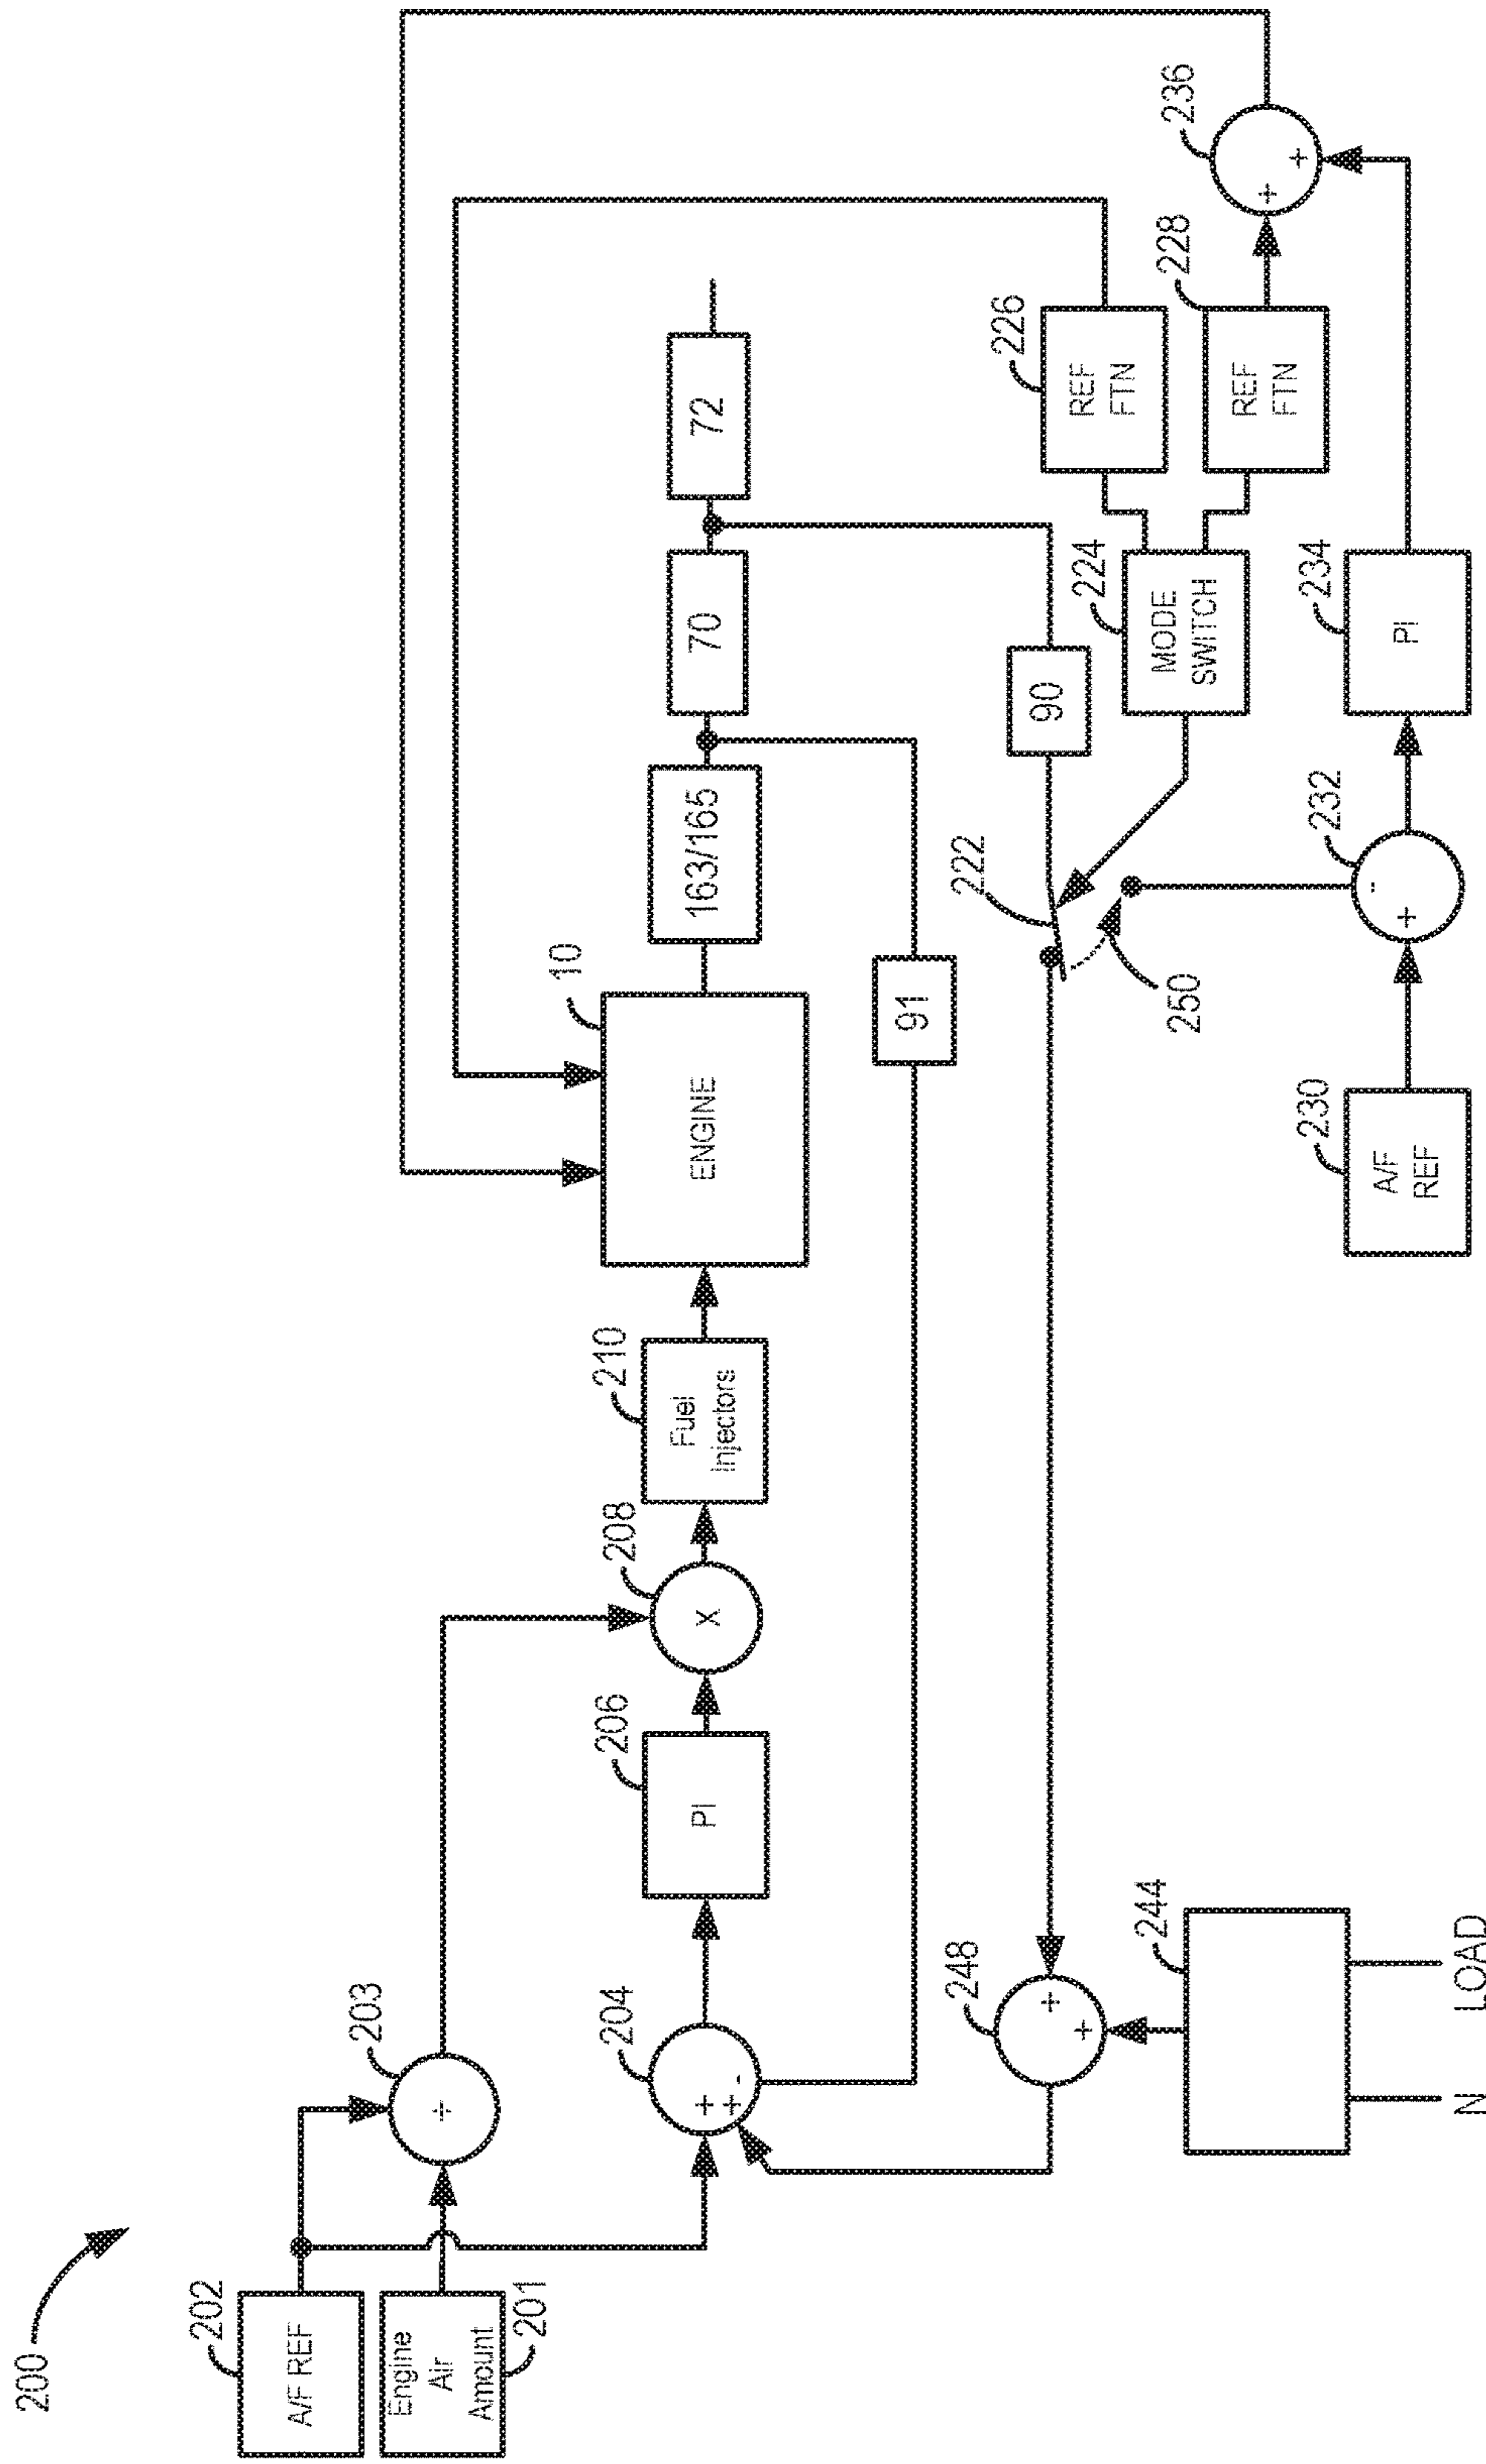 200
202
A/F REF
Engine
Air
Amount
201
203
÷
204
+
+
-
PI
206
X
208
Fuel
Injectors
210
ENGINE
10
163/165
70
72
91
90
222
250
MODE
SWITCH
224
REF
FTN
226
REF
FTN
228
+
+
236
A/F
REF
230
+
-
232
PI
234
+
+
248
244
N
LOAD